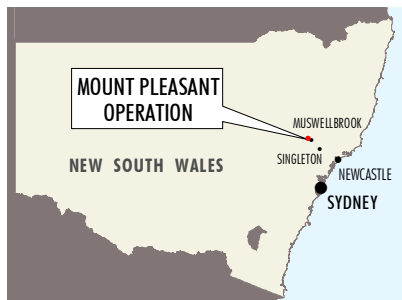 MOUNT PLEASANT
OPERATION
MUSWELLBROOK
SINGLETON
NEW SOUTH WALES
NEWCASTLE
SYDNEY